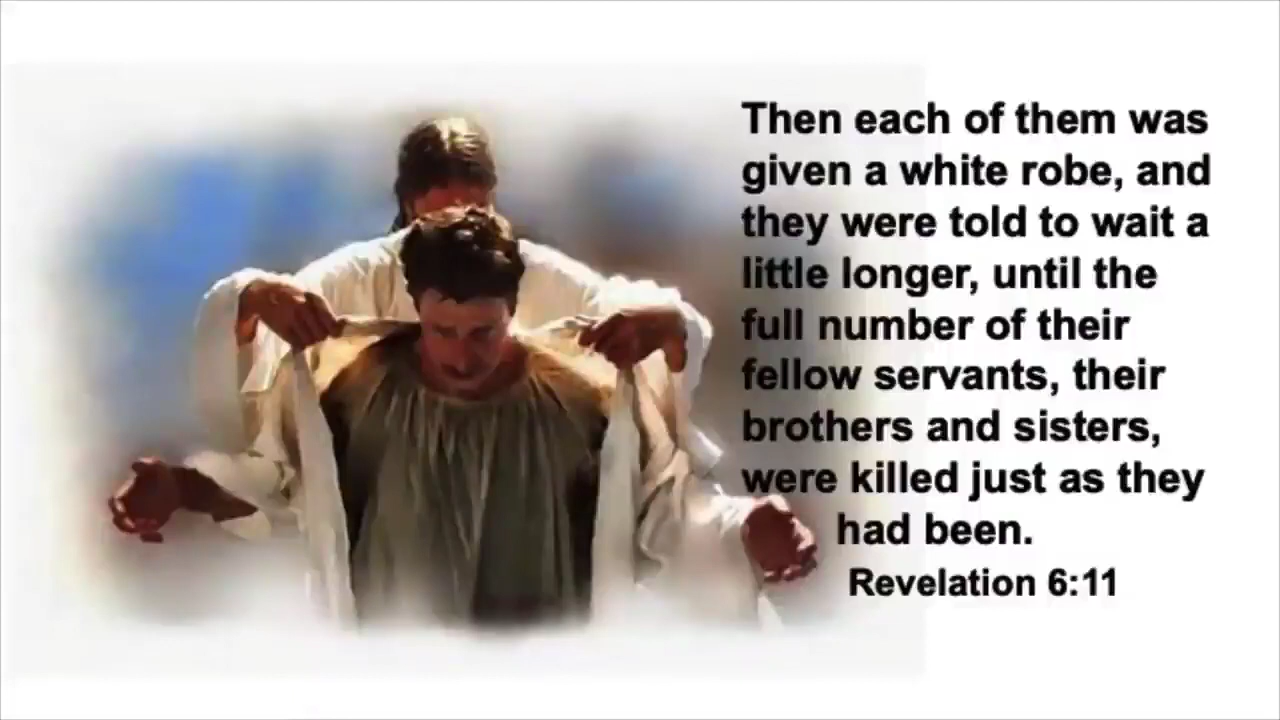 Then each of them was
given a white robe, and
they were told to wait a
little longer, until the
full number of their
fellow servants, their
brothers and sisters,
were killed just as they
had been.
Revelation 6:11